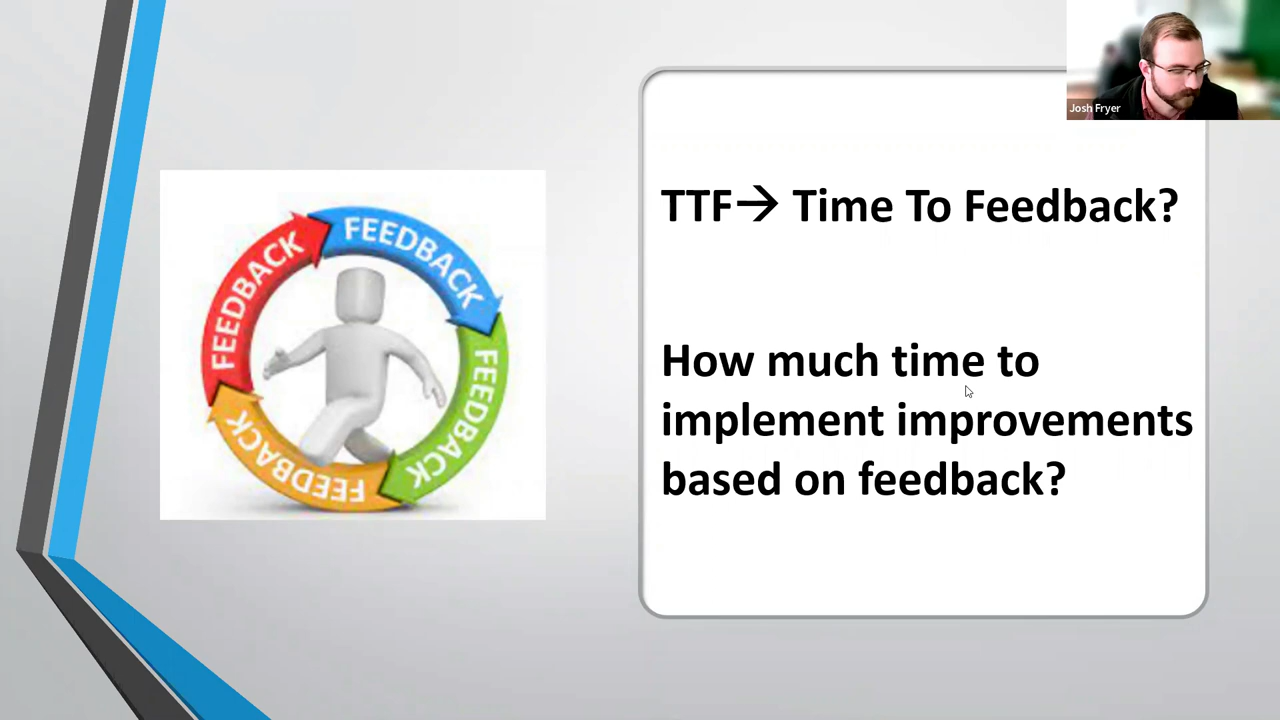 Josh Fryer
TTF→ Time To Feedback?
How much time to
implement improvements
based on feedback?
FEEDBACK
FEEDBACK
FEEDBACK
FEEDBACK
FEEDBACK